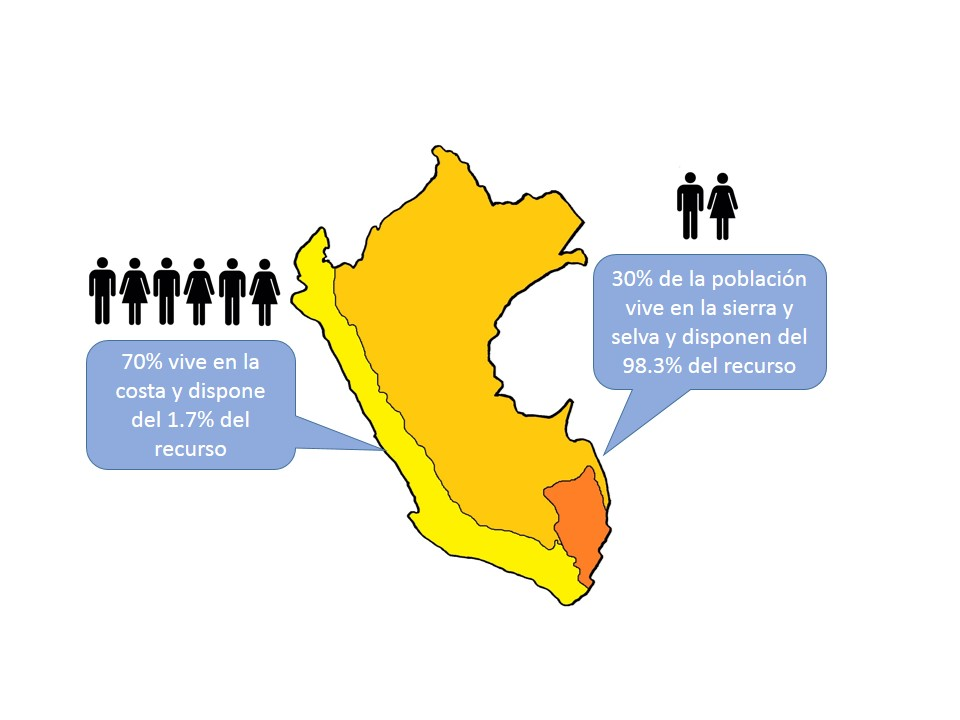 70% vive en la
costa y dispone
del 1.7% del
recurso
30% de la población
vive en la sierra y
selva y disponen del
98.3% del recurso